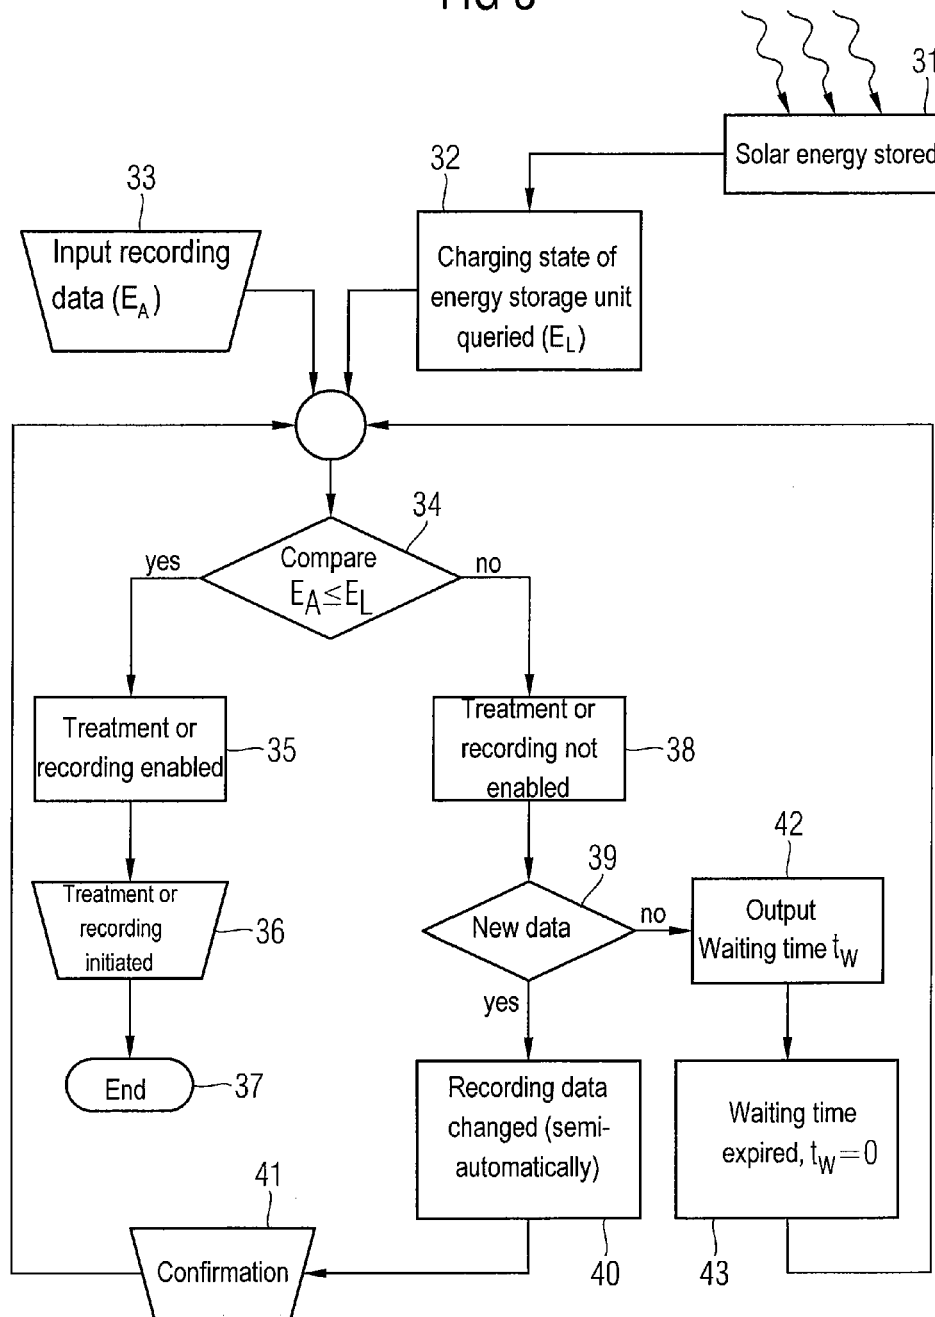 31
Solar energy stored
32
33
Input recording
data (E_A)
Charging state of
energy storage unit
queried (E_L)
34
yes
Compare
E_A≤E_L
no
Treatment or
recording enabled
35
Treatment or
recording not
enabled
38
Treatment or
recording
initiated
36
39
New data
no
42
Output
Waiting time t_W
yes
End
37
Recording data
changed (semi-
automatically)
40
Waiting time
expired, t_W=0
43
41
Confirmation